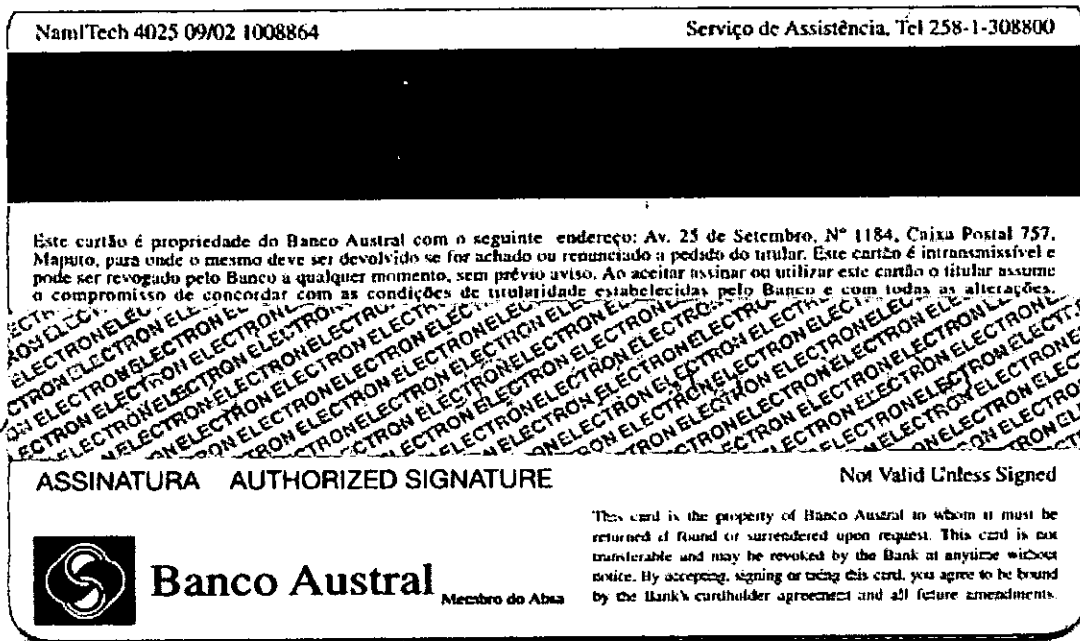 NamITech 4025 09/02 1008864
Serviço de Assistência, Tel 258-1-308800
Este cartão é propriedade do Banco Austral com o seguinte endereço: Av. 25 de Setembro, N° 1184, Caixa Postal 757,
Maputo, para onde o mesmo deve ser devolvido se for achado ou renunciado a pedido do titular. Este cartão é intransmissível e
pode ser revogado pelo Banco a qualquer momento, sem prévio aviso. Ao aceitar assinar ou utilizar este cartão o titular assume
o compromisso de concordar com as condições de titularidade estabelecidas pelo Banco e com todas as alterações.
ELECTRON ELECTRON ELECTRON ELECTRON
ASSINATURA AUTHORIZED SIGNATURE
Not Valid Unless Signed
This card is the property of Banco Austral to whom it must be
returned if found or surrendered upon request. This card is not
transferable and may be revoked by the Bank at anytime without
notice. By accepting, signing or using this card, you agree to be bound
by the Bank's cardholder agreement and all future amendments.
Banco Austral
Membro do Absa